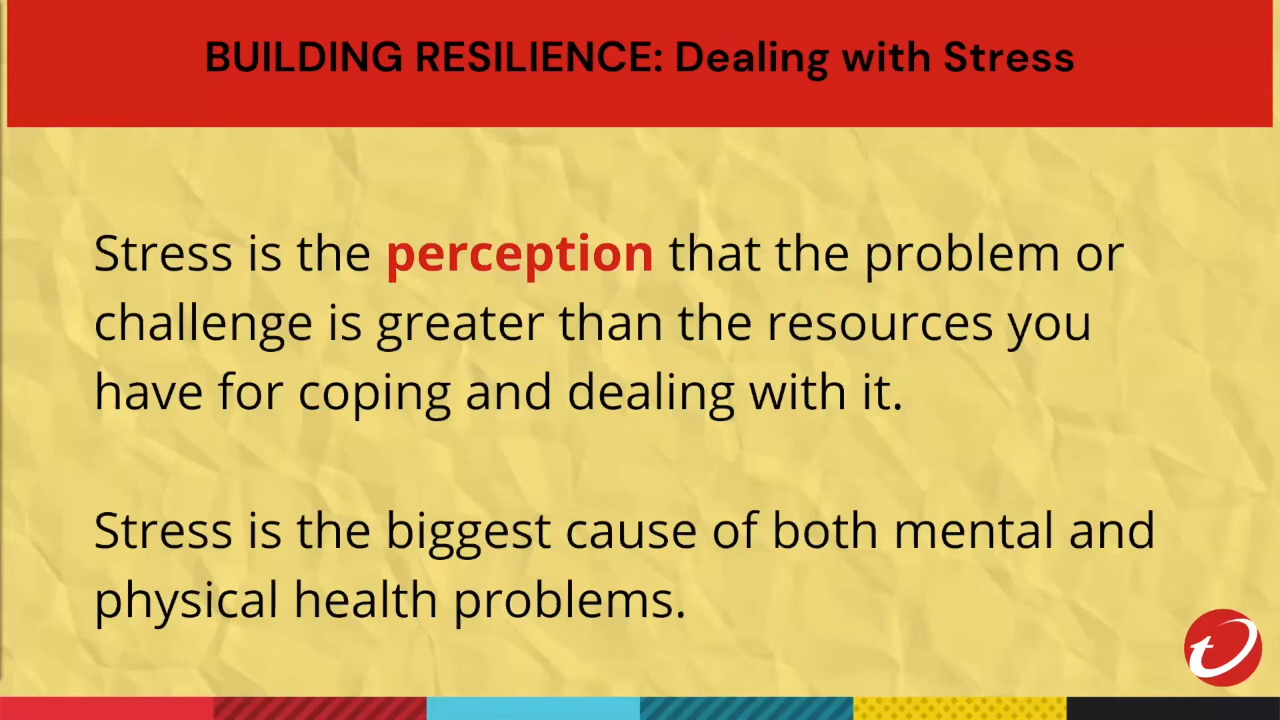 BUILDING RESILIENCE: Dealing with Stress
Stress is the perception that the problem or
challenge is greater than the resources you
have for coping and dealing with it.
Stress is the biggest cause of both mental and
physical health problems.